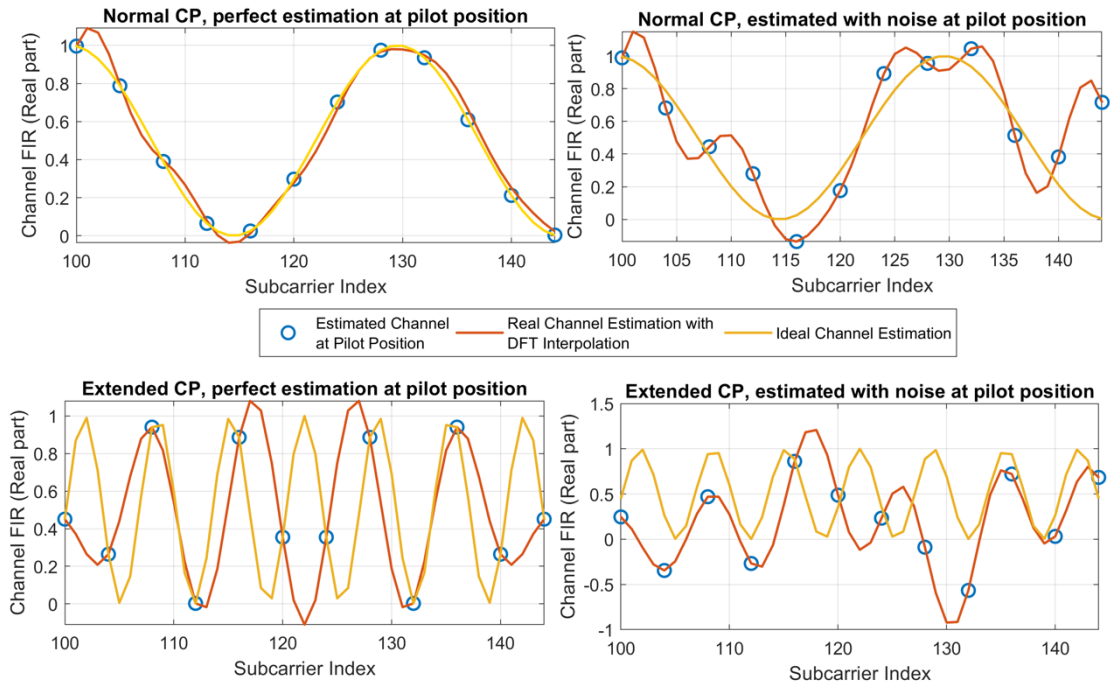 Normal CP, perfect estimation at pilot position
Channel FIR (Real part)
1
0.8
0.6
0.4
0.2
0
100
110
120
130
140
Subcarrier Index
Normal CP, estimated with noise at pilot position
Channel FIR (Real part)
1
0.8
0.6
0.4
0.2
0
100
105
110
115
120
125
130
135
140
Subcarrier Index
Estimated Channel
at Pilot Position
Real Channel Estimation with
DFT Interpolation
Ideal Channel Estimation
Extended CP, perfect estimation at pilot position
Channel FIR (Real part)
1
0.8
0.6
0.4
0.2
0
100
110
120
130
140
Subcarrier Index
Extended CP, estimated with noise at pilot position
Channel FIR (Real part)
1.5
1
0.5
0
-0.5
-1
100
110
120
130
140
Subcarrier Index